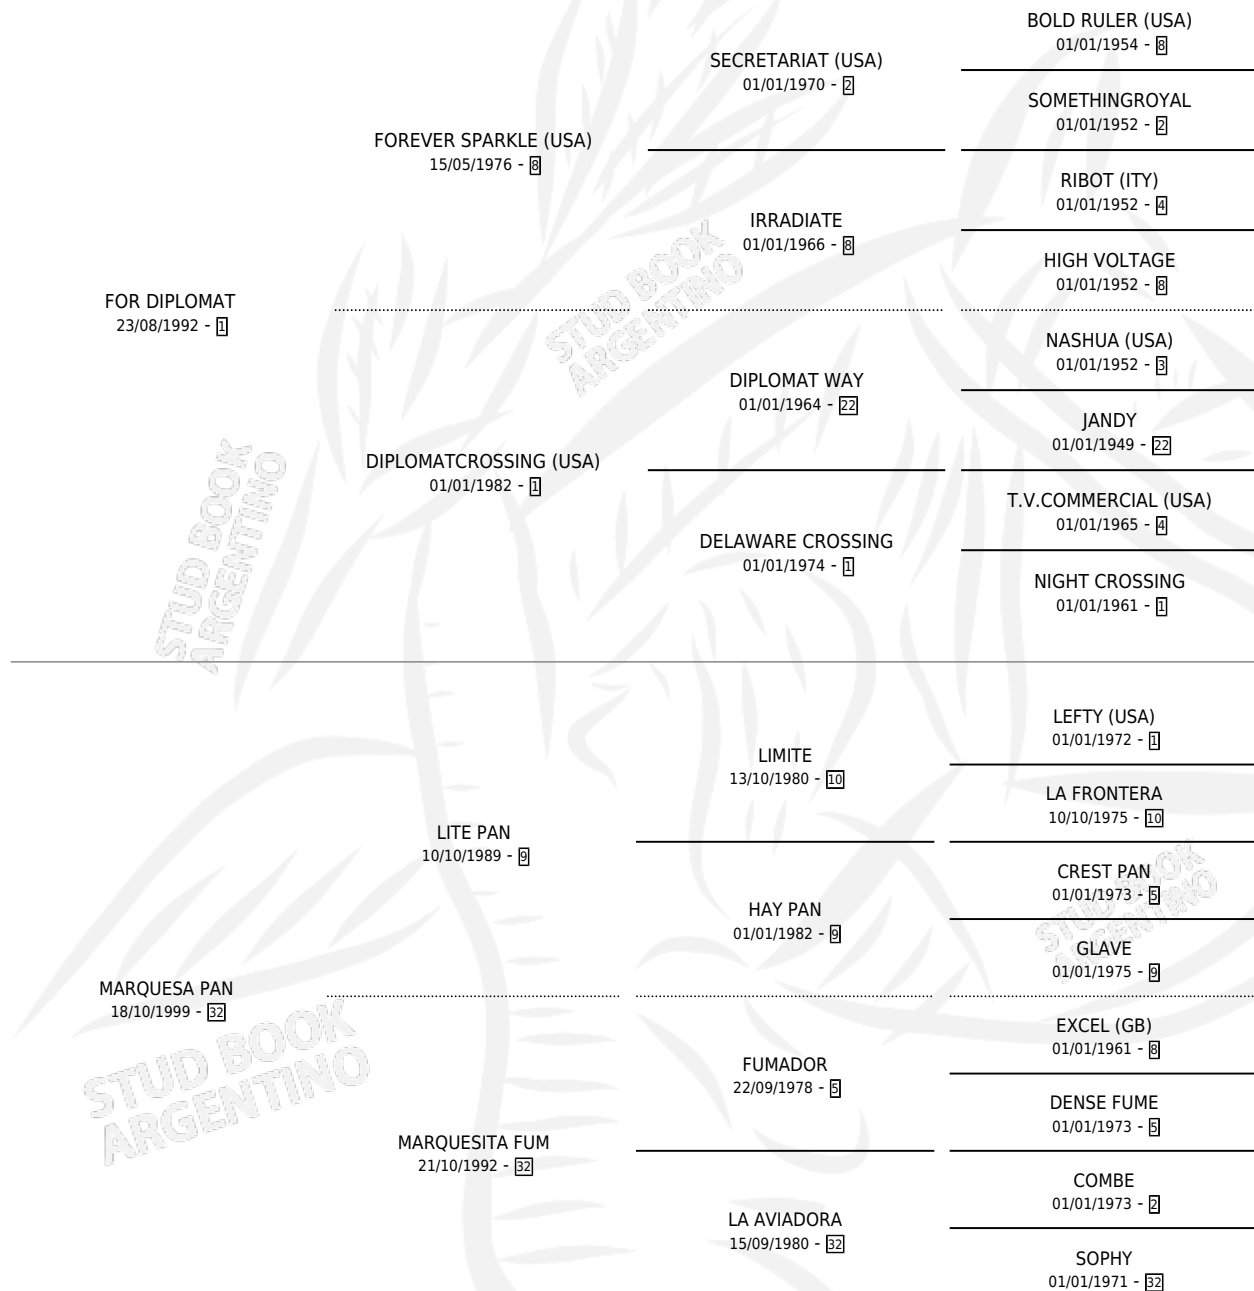 BOLD RULER (USA)
01/01/1954 - 8
SECRETARIAT (USA)
01/01/1970 - 2
SOMETHINGROYAL
01/01/1952 - 2
FOREVER SPARKLE (USA)
15/05/1976 - 8
RIBOT (ITY)
01/01/1952 - 4
IRRADIATE
01/01/1966 - 8
HIGH VOLTAGE
01/01/1952 - 8
FOR DIPLOMAT
23/08/1992 - 1
STUD BOOK
ARGENTINO
NASHUA (USA)
01/01/1952 - 3
DIPLOMAT WAY
01/01/1964 - 22
JANDY
01/01/1949 - 22
DIPLOMATCROSSING (USA)
01/01/1982 - 1
T.V.COMMERCIAL (USA)
01/01/1965 - 4
DELAWARE CROSSING
01/01/1974 - 1
NIGHT CROSSING
01/01/1961 - 1
STUD BOOK
ARGENTINO
LEFTY (USA)
01/01/1972 - 1
LIMITE
13/10/1980 - 10
LA FRONTERA
10/10/1975 - 10
LITE PAN
10/10/1989 - 9
CREST PAN
01/01/1973 - 5
HAY PAN
01/01/1982 - 9
STUD BOOK
ARGENTINO
GLAVE
01/01/1975 - 9
MARQUESA PAN
18/10/1999 - 32
STUD BOOK
ARGENTINO
EXCEL (GB)
01/01/1961 - 8
FUMADOR
22/09/1978 - 5
DENSE FUME
01/01/1973 - 5
MARQUESITA FUM
21/10/1992 - 32
COMBE
01/01/1973 - 2
LA AVIADORA
15/09/1980 - 32
SOPHY
01/01/1971 - 32